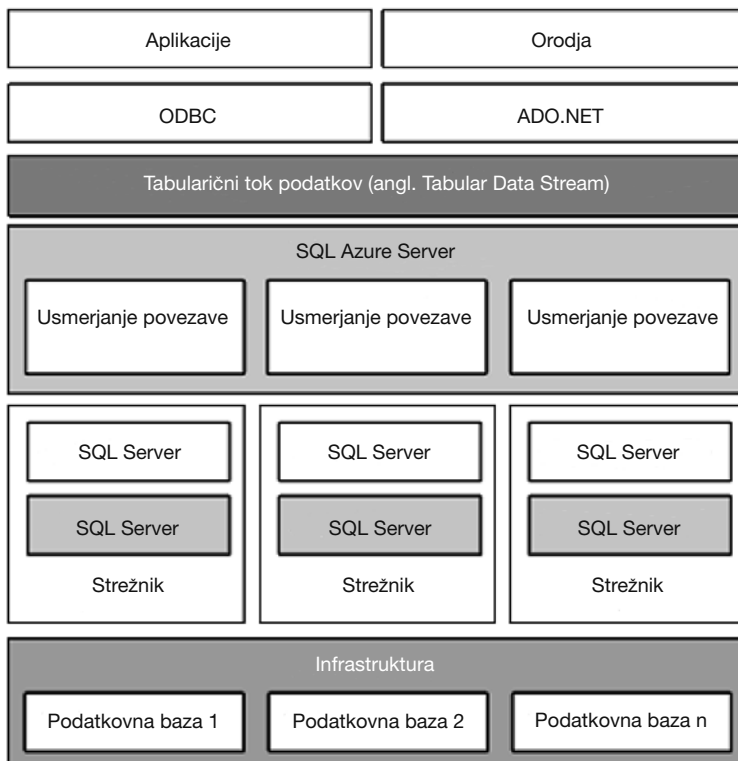 Aplikacije
Orodja
ODBC
ADO.NET
Tabularični tok podatkov (angl. Tabular Data Stream)
SQL Azure Server
Usmerjanje povezave
Usmerjanje povezave
Usmerjanje povezave
SQL Server
SQL Server
SQL Server
SQL Server
SQL Server
SQL Server
Strežnik
Strežnik
Strežnik
Infrastruktura
Podatkovna baza 1
Podatkovna baza 2
Podatkovna baza n